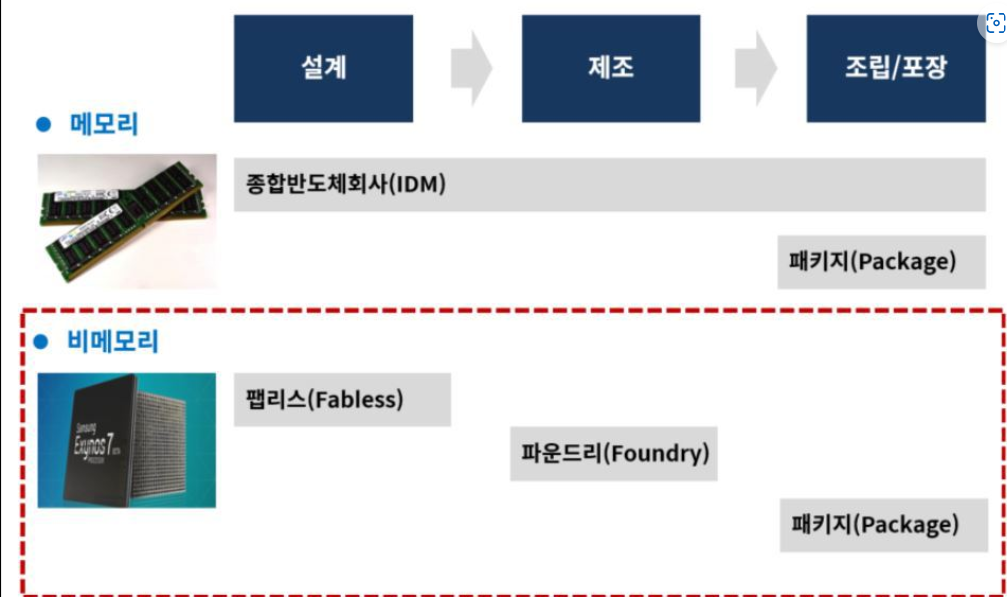 설계
제조
조립/포장
메모리
종합반도체회사(IDM)
패키지(Package)
비메모리
팹리스(Fabless)
Samsung
Exynos 7
PROCESSOR
파운드리(Foundry)
패키지(Package)